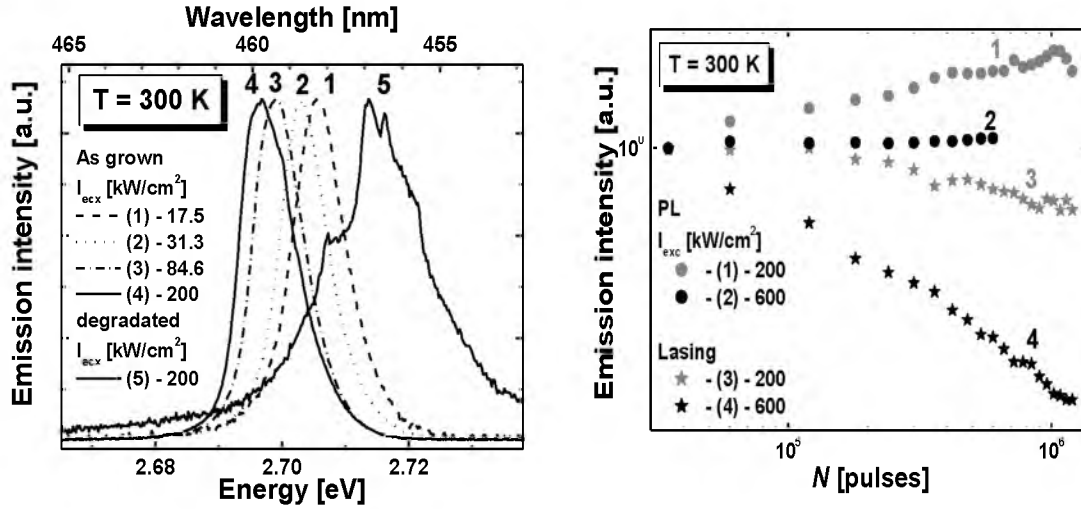 Wavelength [nm]
465 460 455
4 3 2 1 5
T = 300 K
As grown
I_ecx [kW/cm²]
(1) - 17.5
(2) - 31.3
(3) - 84.6
(4) - 200
degradated
I_ecx [kW/cm²]
(5) - 200
Emission intensity [a.u.]
2.68 2.70 2.72
Energy [eV]
T = 300 K
1
2
3
4
PL
I_exc [kW/cm²]
- (1) - 200
- (2) - 600
Lasing
- (3) - 200
- (4) - 600
Emission intensity [a.u.]
10⁰
10⁵ 10⁶
N [pulses]